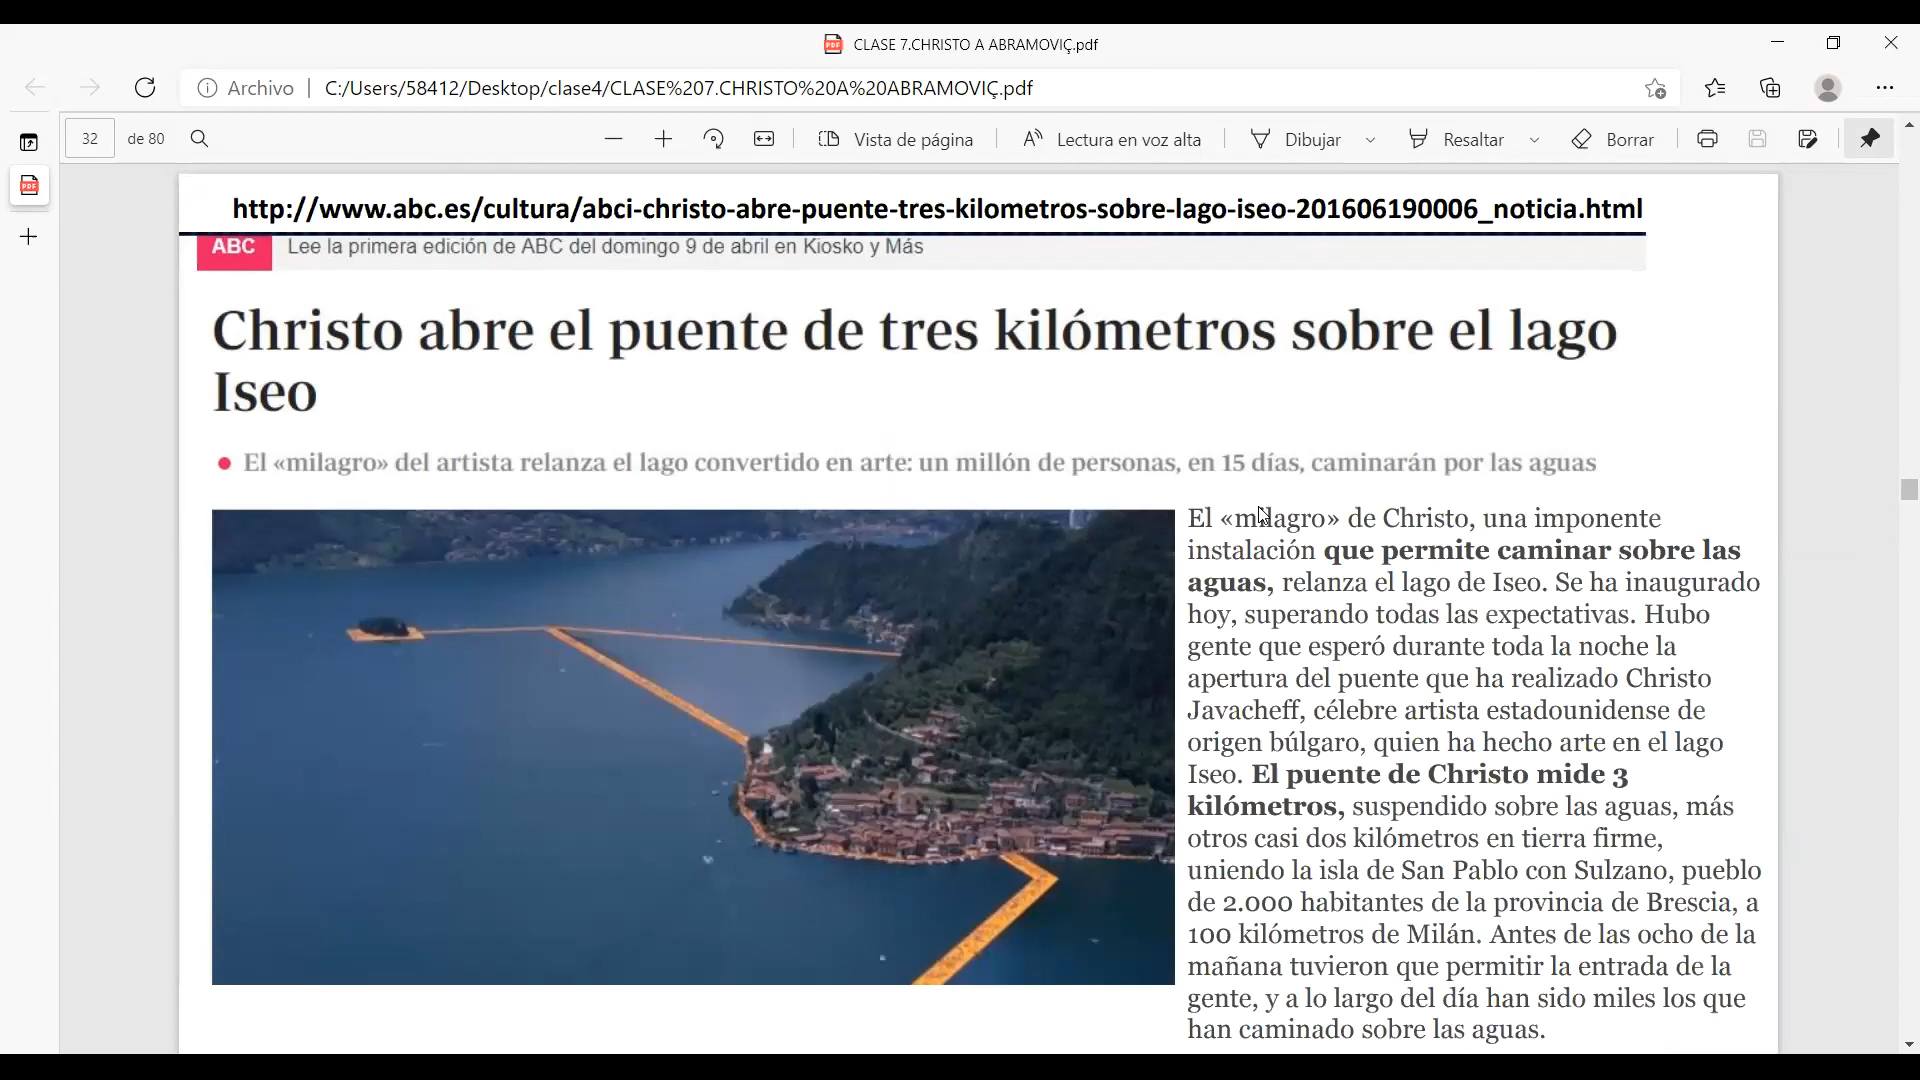 CLASE 7.CHRISTO A ABRAMOVIÇ.pdf
Archivo | C:/Users/58412/Desktop/clase4/CLASE%207.CHRISTO%20A%20ABRAMOVIÇ.pdf
32 de 80 Vista de página Lectura en voz alta Dibujar Resaltar Borrar
http://www.abc.es/cultura/abci-christo-abre-puente-tres-kilometros-sobre-lago-iseo-201606190006_noticia.html
ABC Lee la primera edición de ABC del domingo 9 de abril en Kiosko y Más
Christo abre el puente de tres kilómetros sobre el lago
Iseo
El «milagro» del artista relanza el lago convertido en arte: un millón de personas, en 15 días, caminarán por las aguas
El «milagro» de Christo, una imponente
instalación que permite caminar sobre las
aguas, relanza el lago de Iseo. Se ha inaugurado
hoy, superando todas las expectativas. Hubo
gente que esperó durante toda la noche la
apertura del puente que ha realizado Christo
Javacheff, célebre artista estadounidense de
origen búlgaro, quien ha hecho arte en el lago
Iseo. El puente de Christo mide 3
kilómetros, suspendido sobre las aguas, más
otros casi dos kilómetros en tierra firme,
uniendo la isla de San Pablo con Sulzano, pueblo
de 2.000 habitantes de la provincia de Brescia, a
100 kilómetros de Milán. Antes de las ocho de la
mañana tuvieron que permitir la entrada de la
gente, y a lo largo del día han sido miles los que
han caminado sobre las aguas.